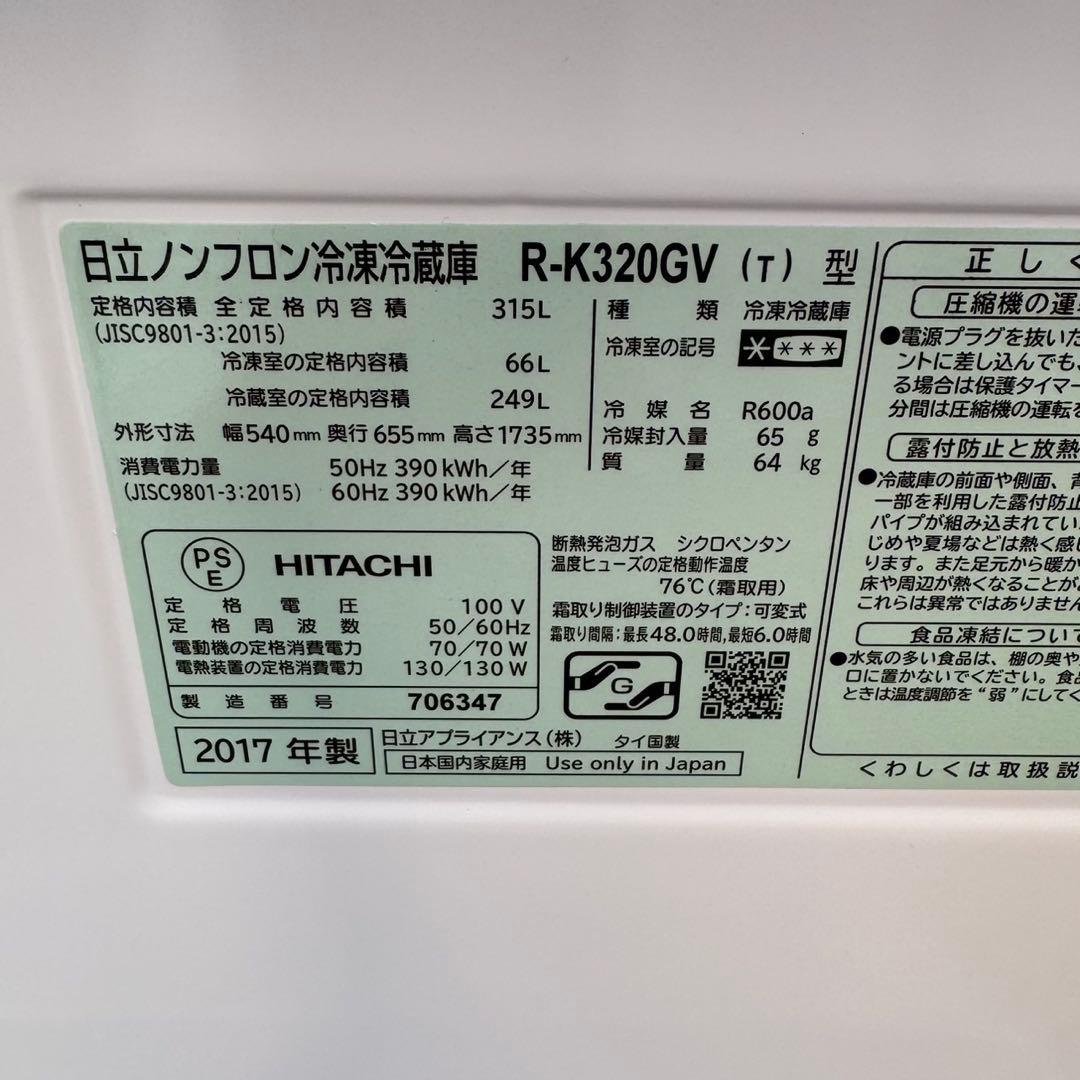 日立ノンフロン冷凍冷蔵庫 R-K320GV (T) 型
定格内容積 全定格内容積 315L
(JISC9801-3:2015)
冷凍室の定格内容積 66L
冷蔵室の定格内容積 249L
外形寸法 幅540mm 奥行655mm 高さ1735mm
消費電力量 50Hz 390kWh/年
(JISC9801-3:2015) 60Hz 390kWh/年
種類 冷凍冷蔵庫
冷凍室の記号 ****
冷媒名 R600a
冷媒封入量 65 g
質量 64 kg
PSE HITACHI
定格電圧 100V
定格周波数 50/60Hz
電動機の定格消費電力 70/70W
電熱装置の定格消費電力 130/130W
製造番号 706347
断熱発泡ガス シクロペンタン
温度ヒューズの定格動作温度
76℃(霜取用)
霜取り制御装置のタイプ:可変式
霜取り間隔:最長48.0時間,最短6.0時間
G
2017年製
日立アプライアンス(株) タイ国製
日本国内家庭用 Use only in Japan
正しく
圧縮機の運
●電源プラグを抜いた
ントに差し込んでも、
る場合は保護タイマー
分間は圧縮機の運転を
露付防止と放熱
●冷蔵庫の前面や側面、背
一部を利用した露付防止
パイプが組み込まれてい
じめや夏場などは熱く感じ
ります。また足元から暖か
床や周辺が熱くなることが
これらは異常ではありません
食品凍結について
●水気の多い食品は、棚の奥や
口に置かないでください。食
ときは温度調節を“弱”にしてく
くわしくは取扱説